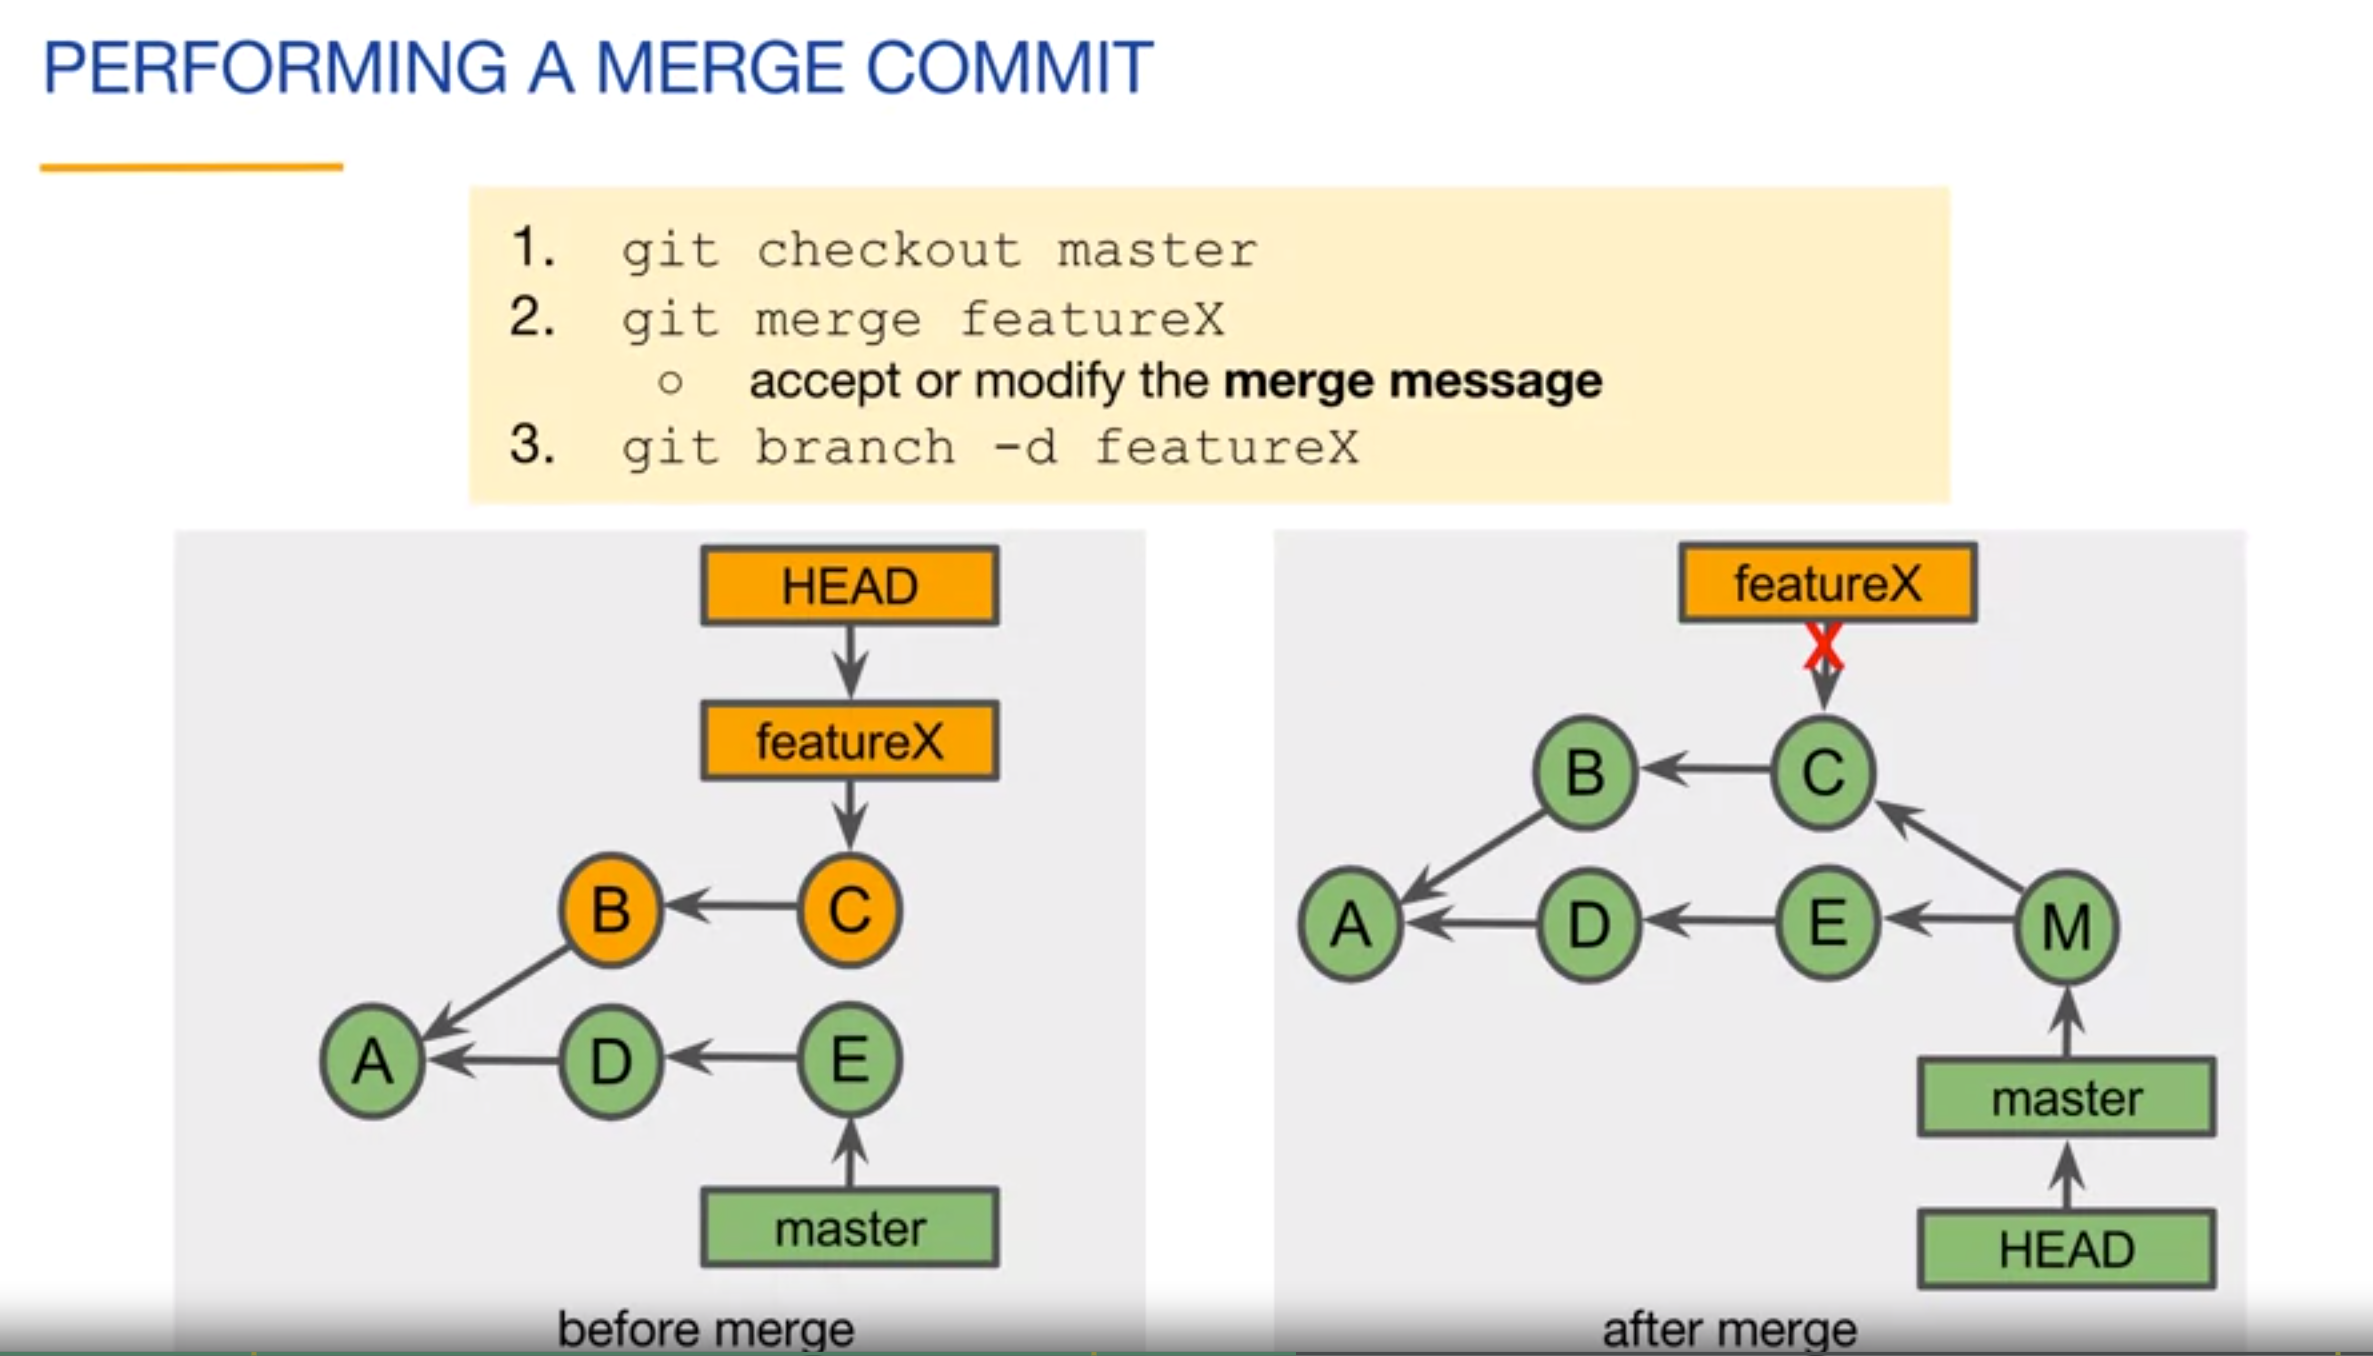 PERFORMING A MERGE COMMIT
1. git checkout master
2. git merge featureX
○ accept or modify the merge message
3. git branch -d featureX
HEAD
featureX
B
C
A
D
E
master
before merge
featureX
X
B
C
A
D
E
M
master
HEAD
after merge